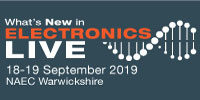 What's New in
ELECTRONICS
LIVE
18-19 September 2019
NAEC Warwickshire